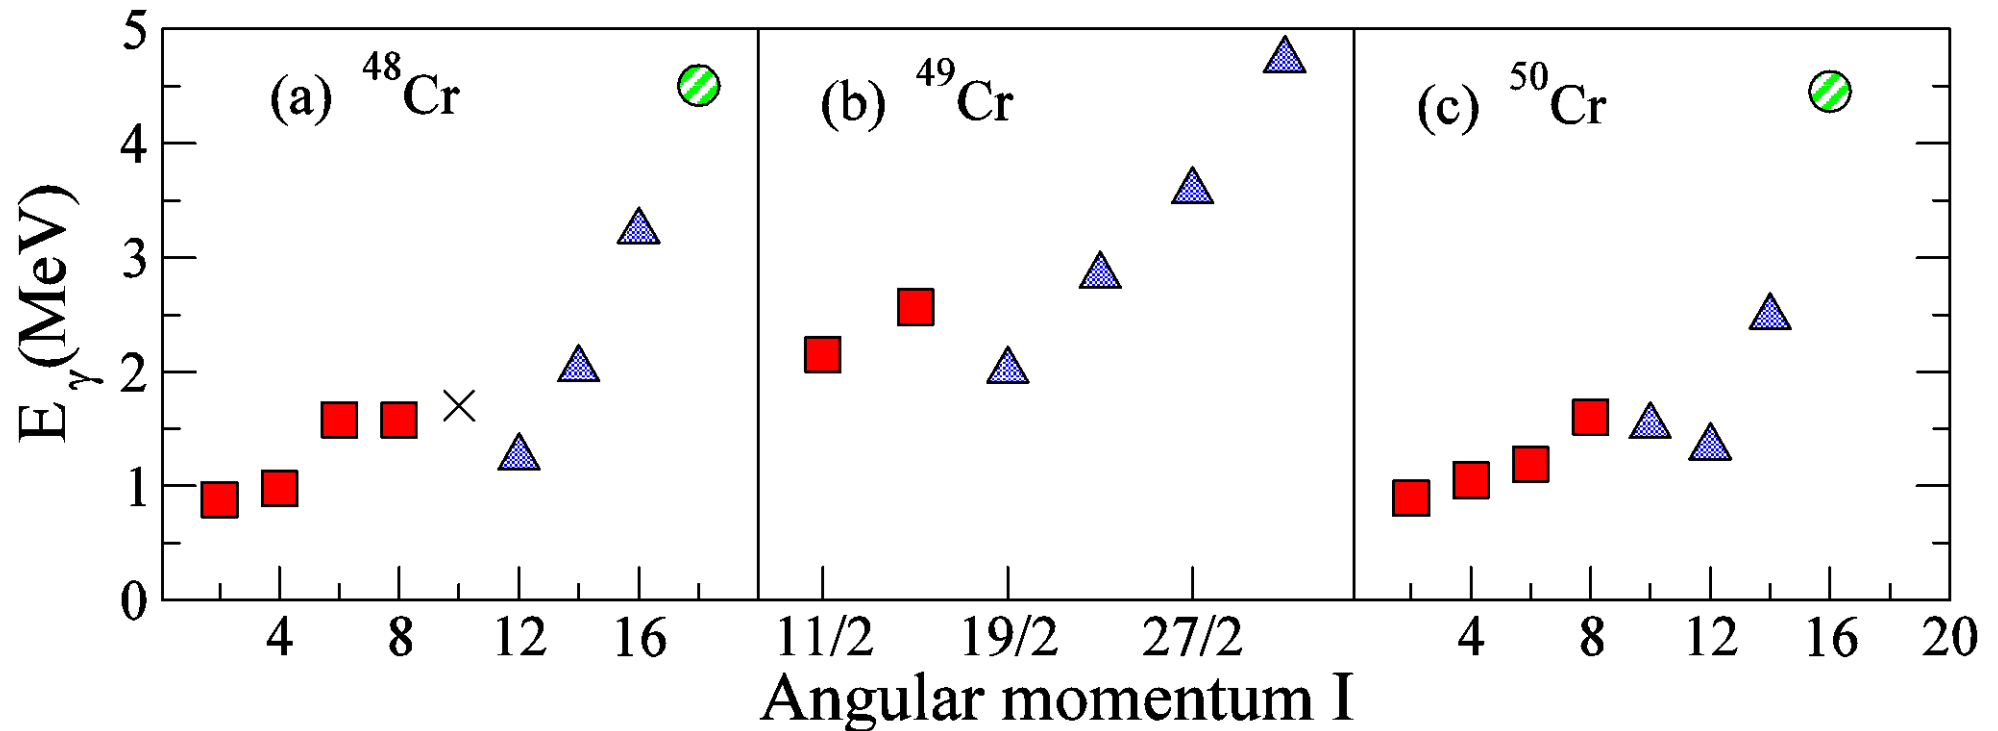 5
4
3
2
1
0
E γ (MeV)
(a) 48Cr
(b) 49Cr
(c) 50Cr
4 8 12 16
11/2 19/2 27/2
4 8 12 16 20
Angular momentum I